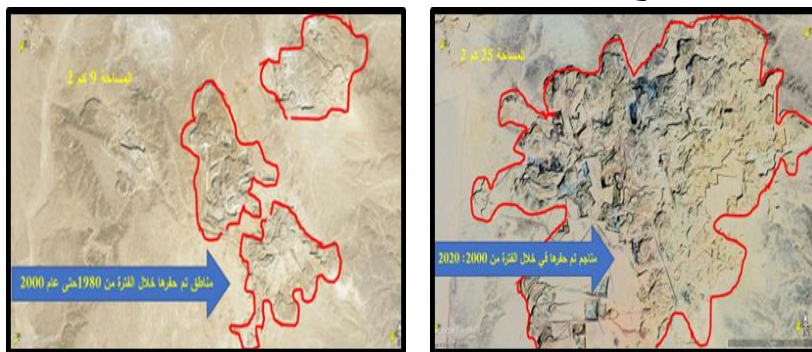 المساحة 9 كم 2
مناطق تم حفرها خلال الفترة من 1980حتى عام 2000
المساحة 25 كم 2
مناجم تم حفرها في خلال الفترة من 2000: 2020